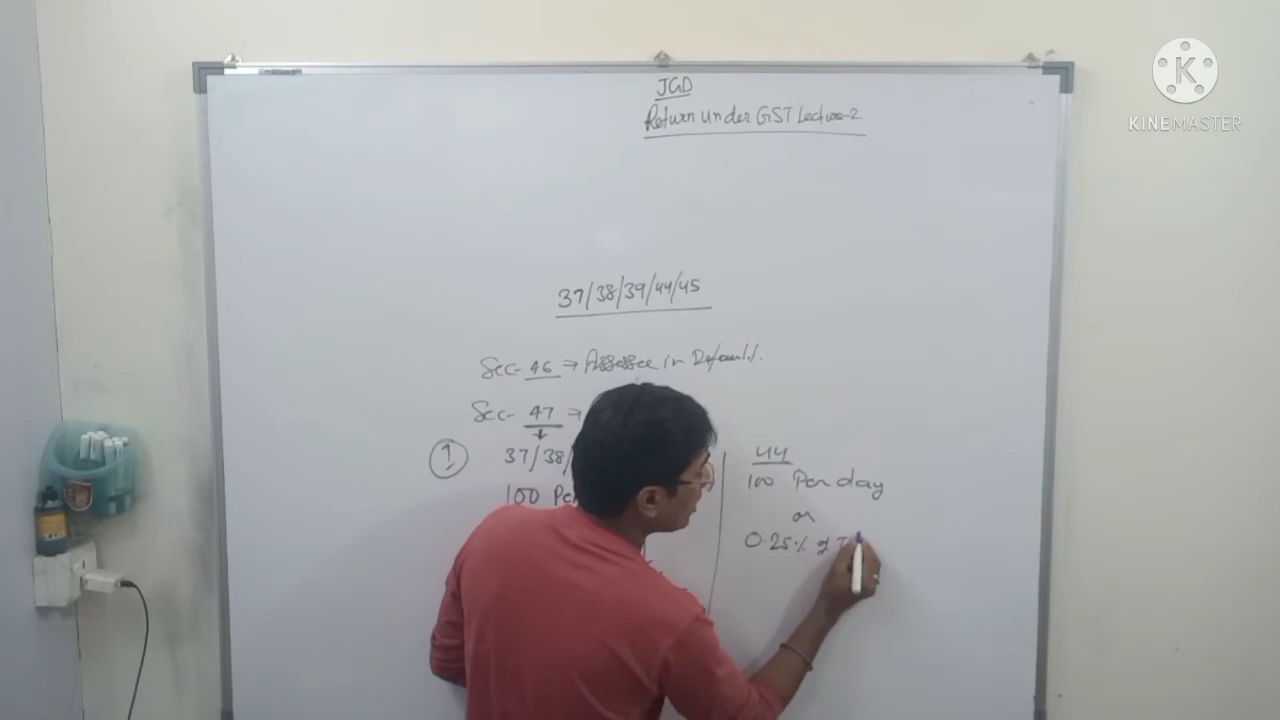 JGD
Return under GST Lecture-2
37/38/39/44/45
Sec- 46 → Assessee in Default.
Sec- 47 →
1
37/38/
100 Per
44
100 Per day
or
0.25% of T
K
KINEMASTER